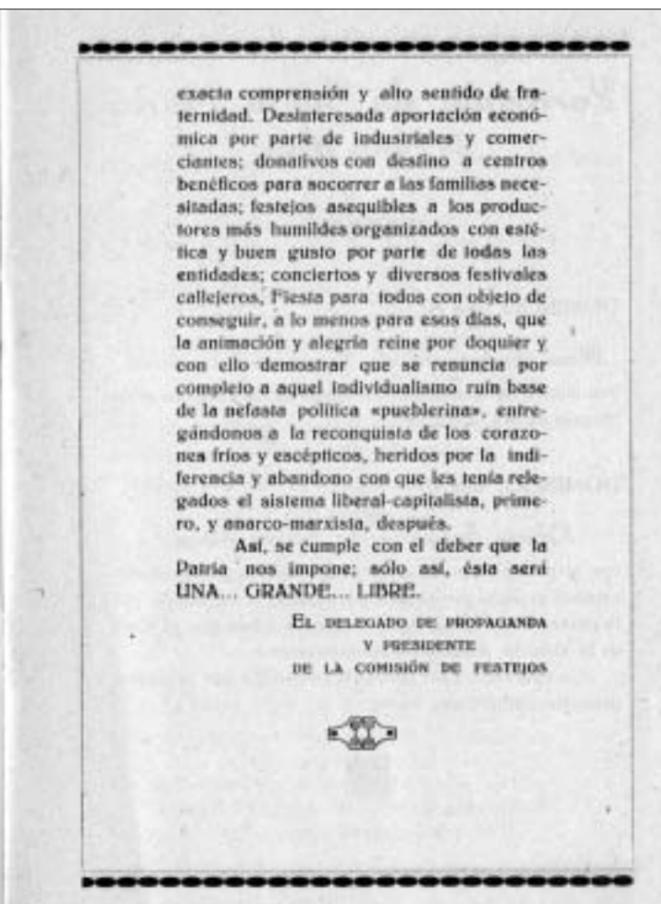 exacta comprensión y alto sentido de fra-
ternidad. Desinteresada aportación econó-
mica por parte de industriales y comer-
ciantes; donativos con destino a centros
benéficos para socorrer a las familias nece-
sitadas; festejos asequibles a los produc-
tores más humildes organizados con esté-
tica y buen gusto por parte de todas las
entidades; conciertos y diversos festivales
callejeros, Fiesta para todos con objeto de
conseguir, a lo menos para esos días, que
la animación y alegría reine por doquier y
con ello demostrar que se renuncia por
completo a aquel individualismo ruin base
de la nefasta política «pueblerina», entre-
gándonos a la reconquista de los corazo-
nes fríos y escépticos, heridos por la indi-
ferencia y abandono con que les tenía rele-
gados el sistema liberal-capitalista, prime-
ro, y anarco-marxista, después.
Así, se cumple con el deber que la
Patria nos impone; sólo así, ésta será
UNA... GRANDE... LIBRE.
EL DELEGADO DE PROPAGANDA
Y PRESIDENTE
DE LA COMISIÓN DE FESTEJOS